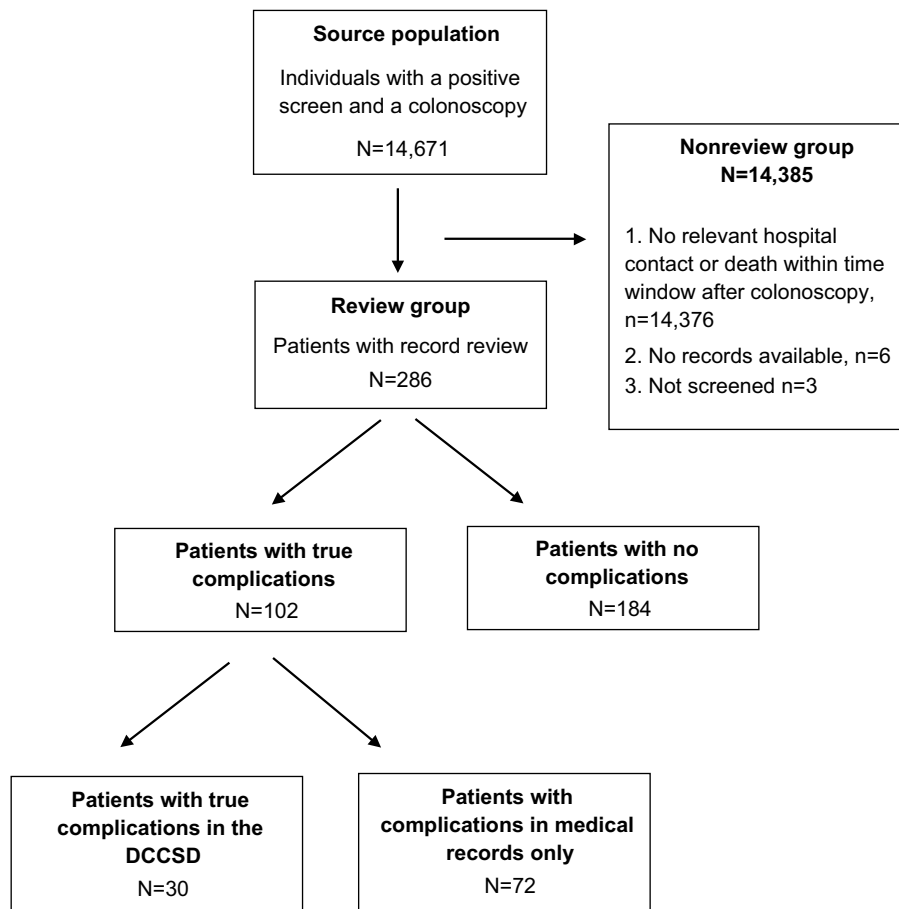 Source population
Individuals with a positive
screen and a colonoscopy
N=14,671
Nonreview group
N=14,385
1. No relevant hospital
contact or death within time
window after colonoscopy,
n=14,376
2. No records available, n=6
3. Not screened n=3
Review group
Patients with record review
N=286
Patients with true
complications
N=102
Patients with no
complications
N=184
Patients with true
complications in the
DCCSD
N=30
Patients with
complications in medical
records only
N=72